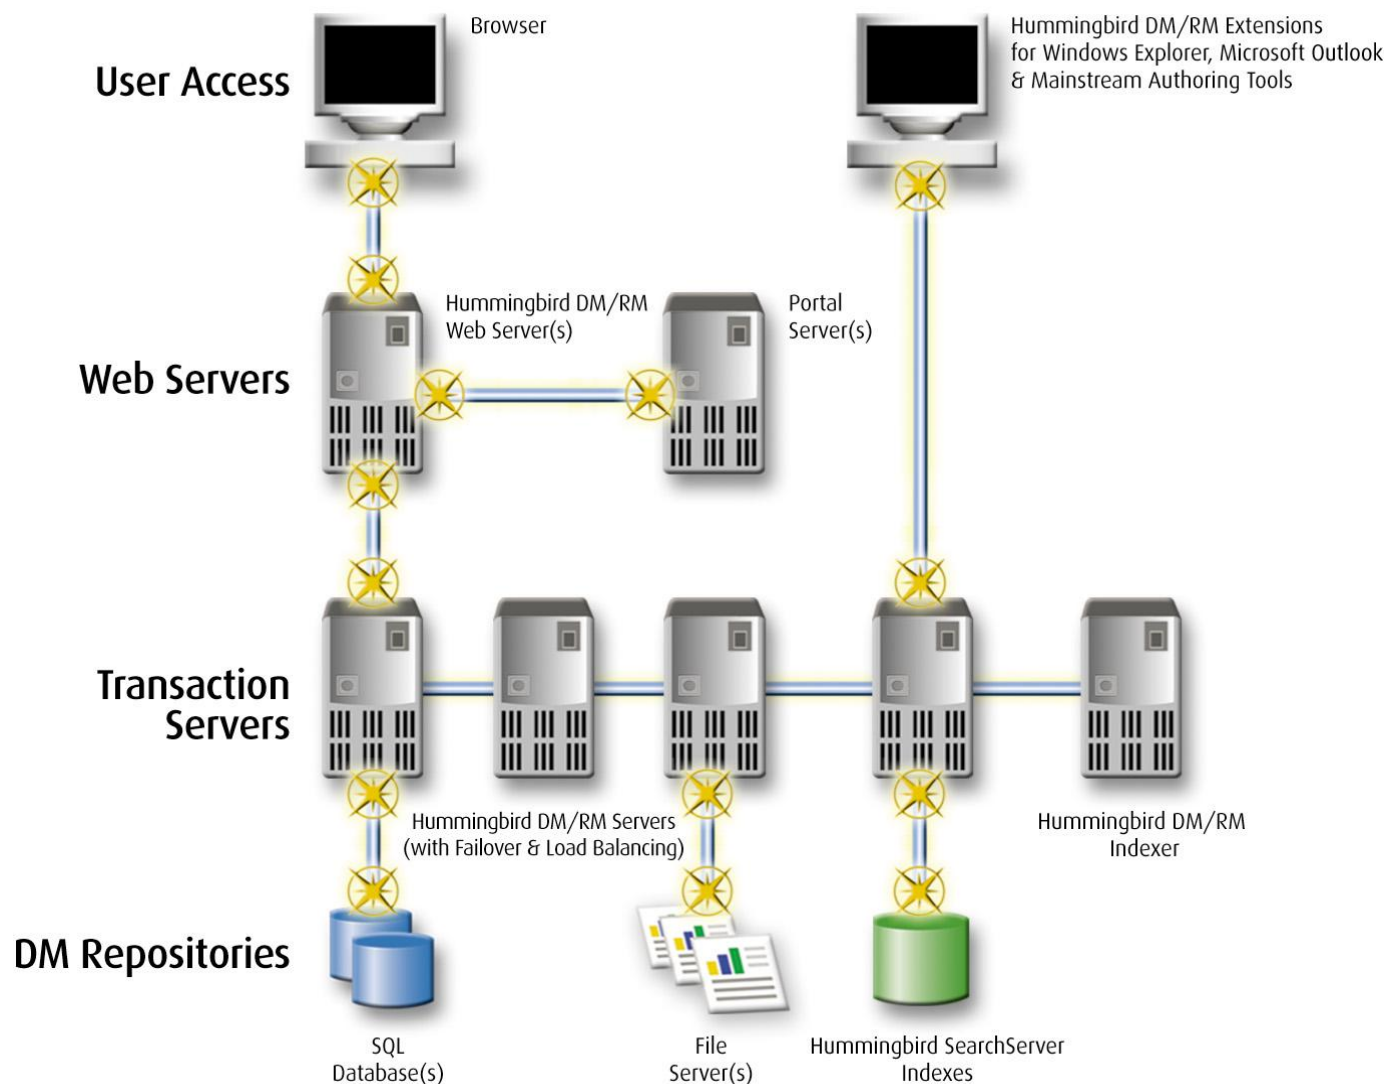 Browser
Hummingbird DM/RM Extensions
for Windows Explorer, Microsoft Outlook
& Mainstream Authoring Tools
User Access
Hummingbird DM/RM
Web Server(s)
Portal
Server(s)
Web Servers
Transaction
Servers
Hummingbird DM/RM Servers
(with Failover & Load Balancing)
Hummingbird DM/RM
Indexer
DM Repositories
SQL
Database(s)
File
Server(s)
Hummingbird SearchServer
Indexes